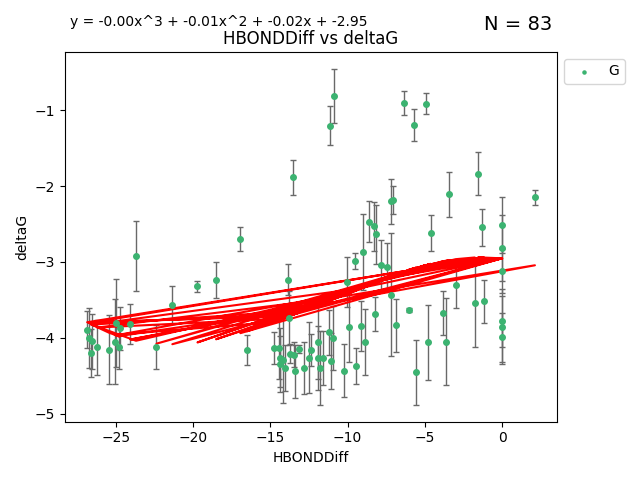 y = -0.00x^3 + -0.01x^2 + -0.02x + -2.95
N = 83
HBONDDiff vs deltaG
G
deltaG
−1
−2
−3
−4
−5
−25
−20
−15
−10
−5
0
HBONDDiff